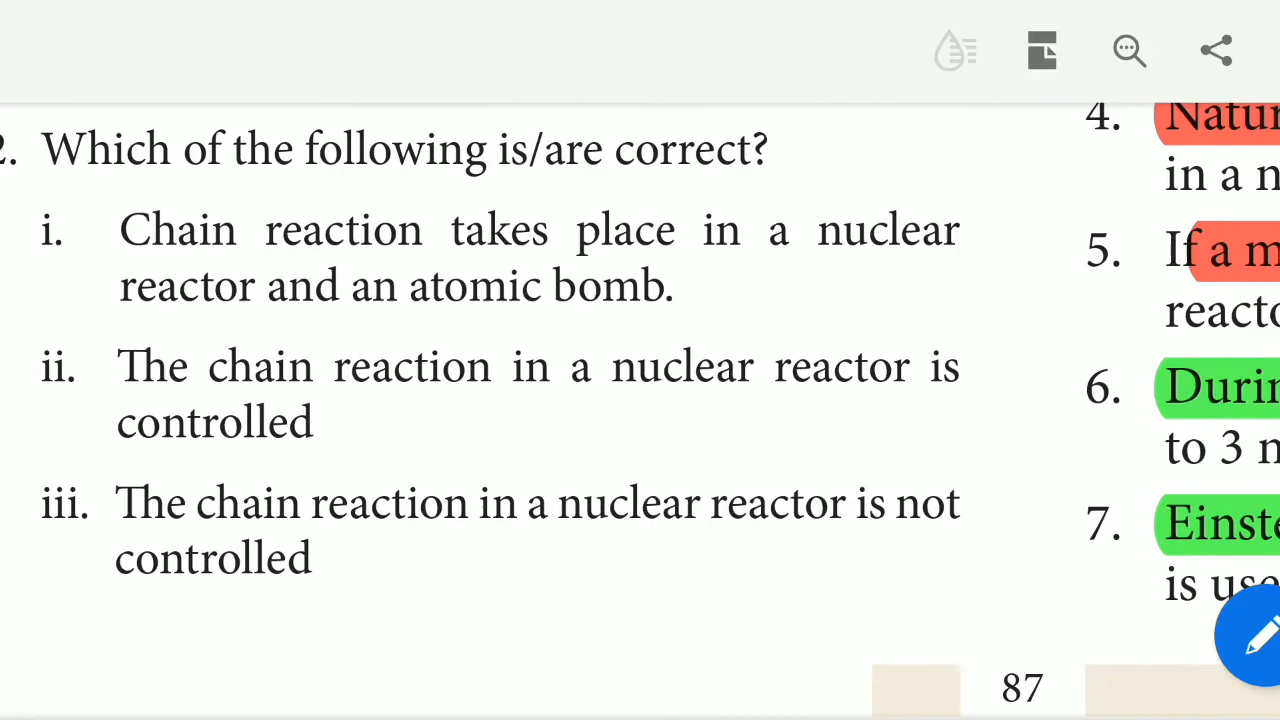 2. Which of the following is/are correct?
i. Chain reaction takes place in a nuclear
reactor and an atomic bomb.
ii. The chain reaction in a nuclear reactor is
controlled
iii. The chain reaction in a nuclear reactor is not
controlled
4.
in a
5. If a
6.
to 3
7.
is
87